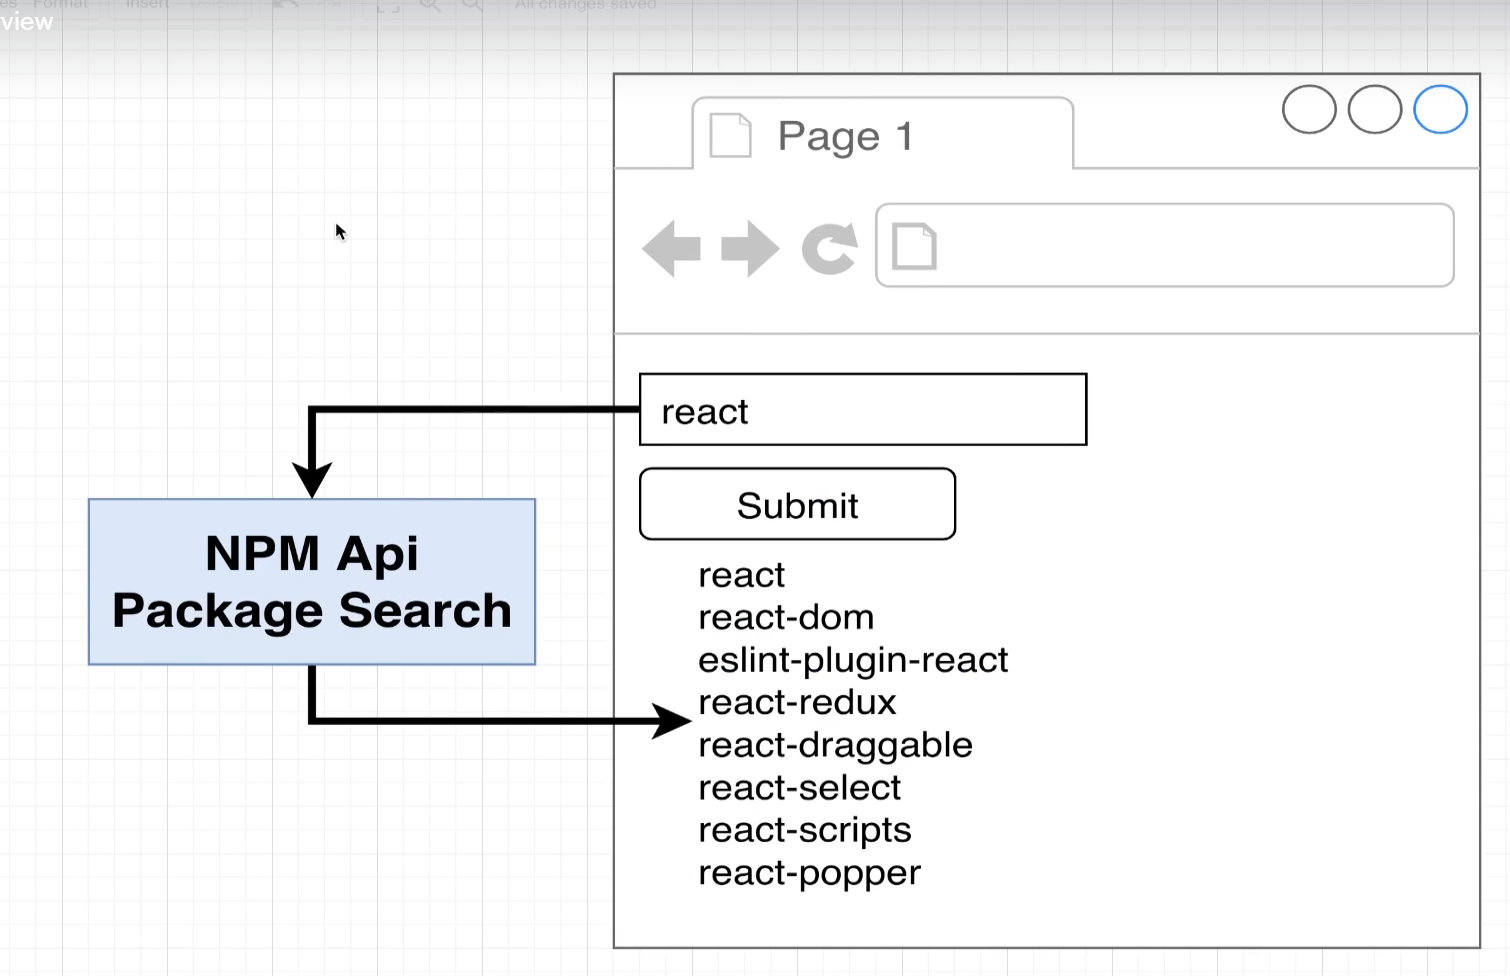 Format Insert All changes saved
view
Page 1
react
Submit
NPM Api
Package Search
react
react-dom
eslint-plugin-react
react-redux
react-draggable
react-select
react-scripts
react-popper